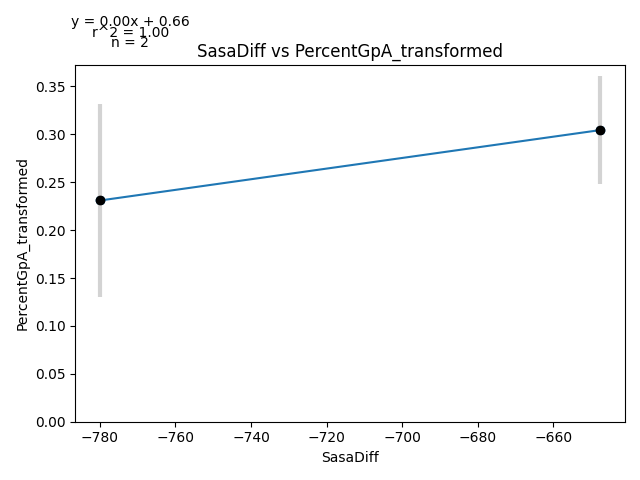 y = 0.00x + 0.66
r^2 = 1.00
n = 2
SasaDiff vs PercentGpA_transformed
PercentGpA_transformed
0.35
0.30
0.25
0.20
0.15
0.10
0.05
0.00
−780
−760
−740
−720
−700
−680
−660
SasaDiff